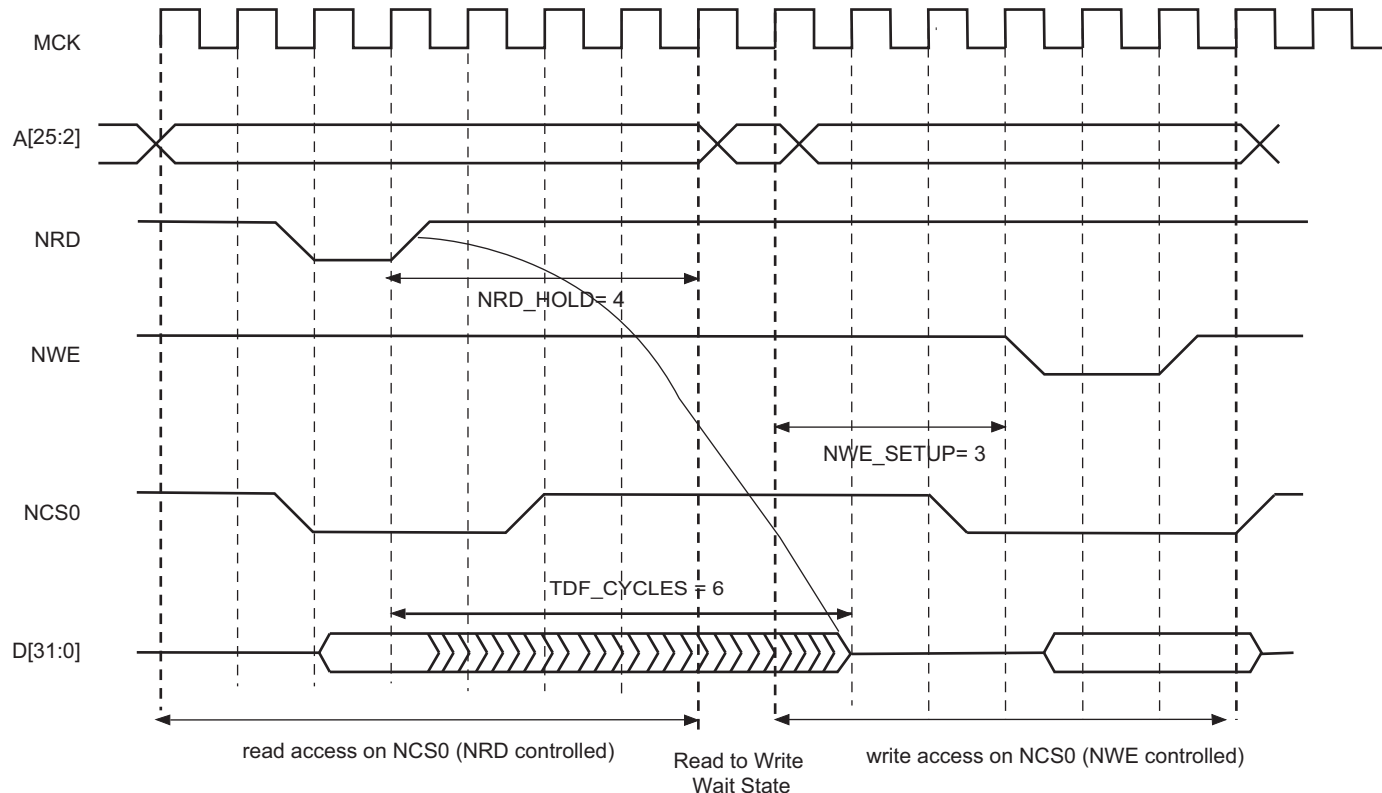 MCK
A[25:2]
NRD
NRD_HOLD= 4
NWE
NWE_SETUP= 3
NCS0
TDF_CYCLES = 6
D[31:0]
read access on NCS0 (NRD controlled)
Read to Write
Wait State
write access on NCS0 (NWE controlled)